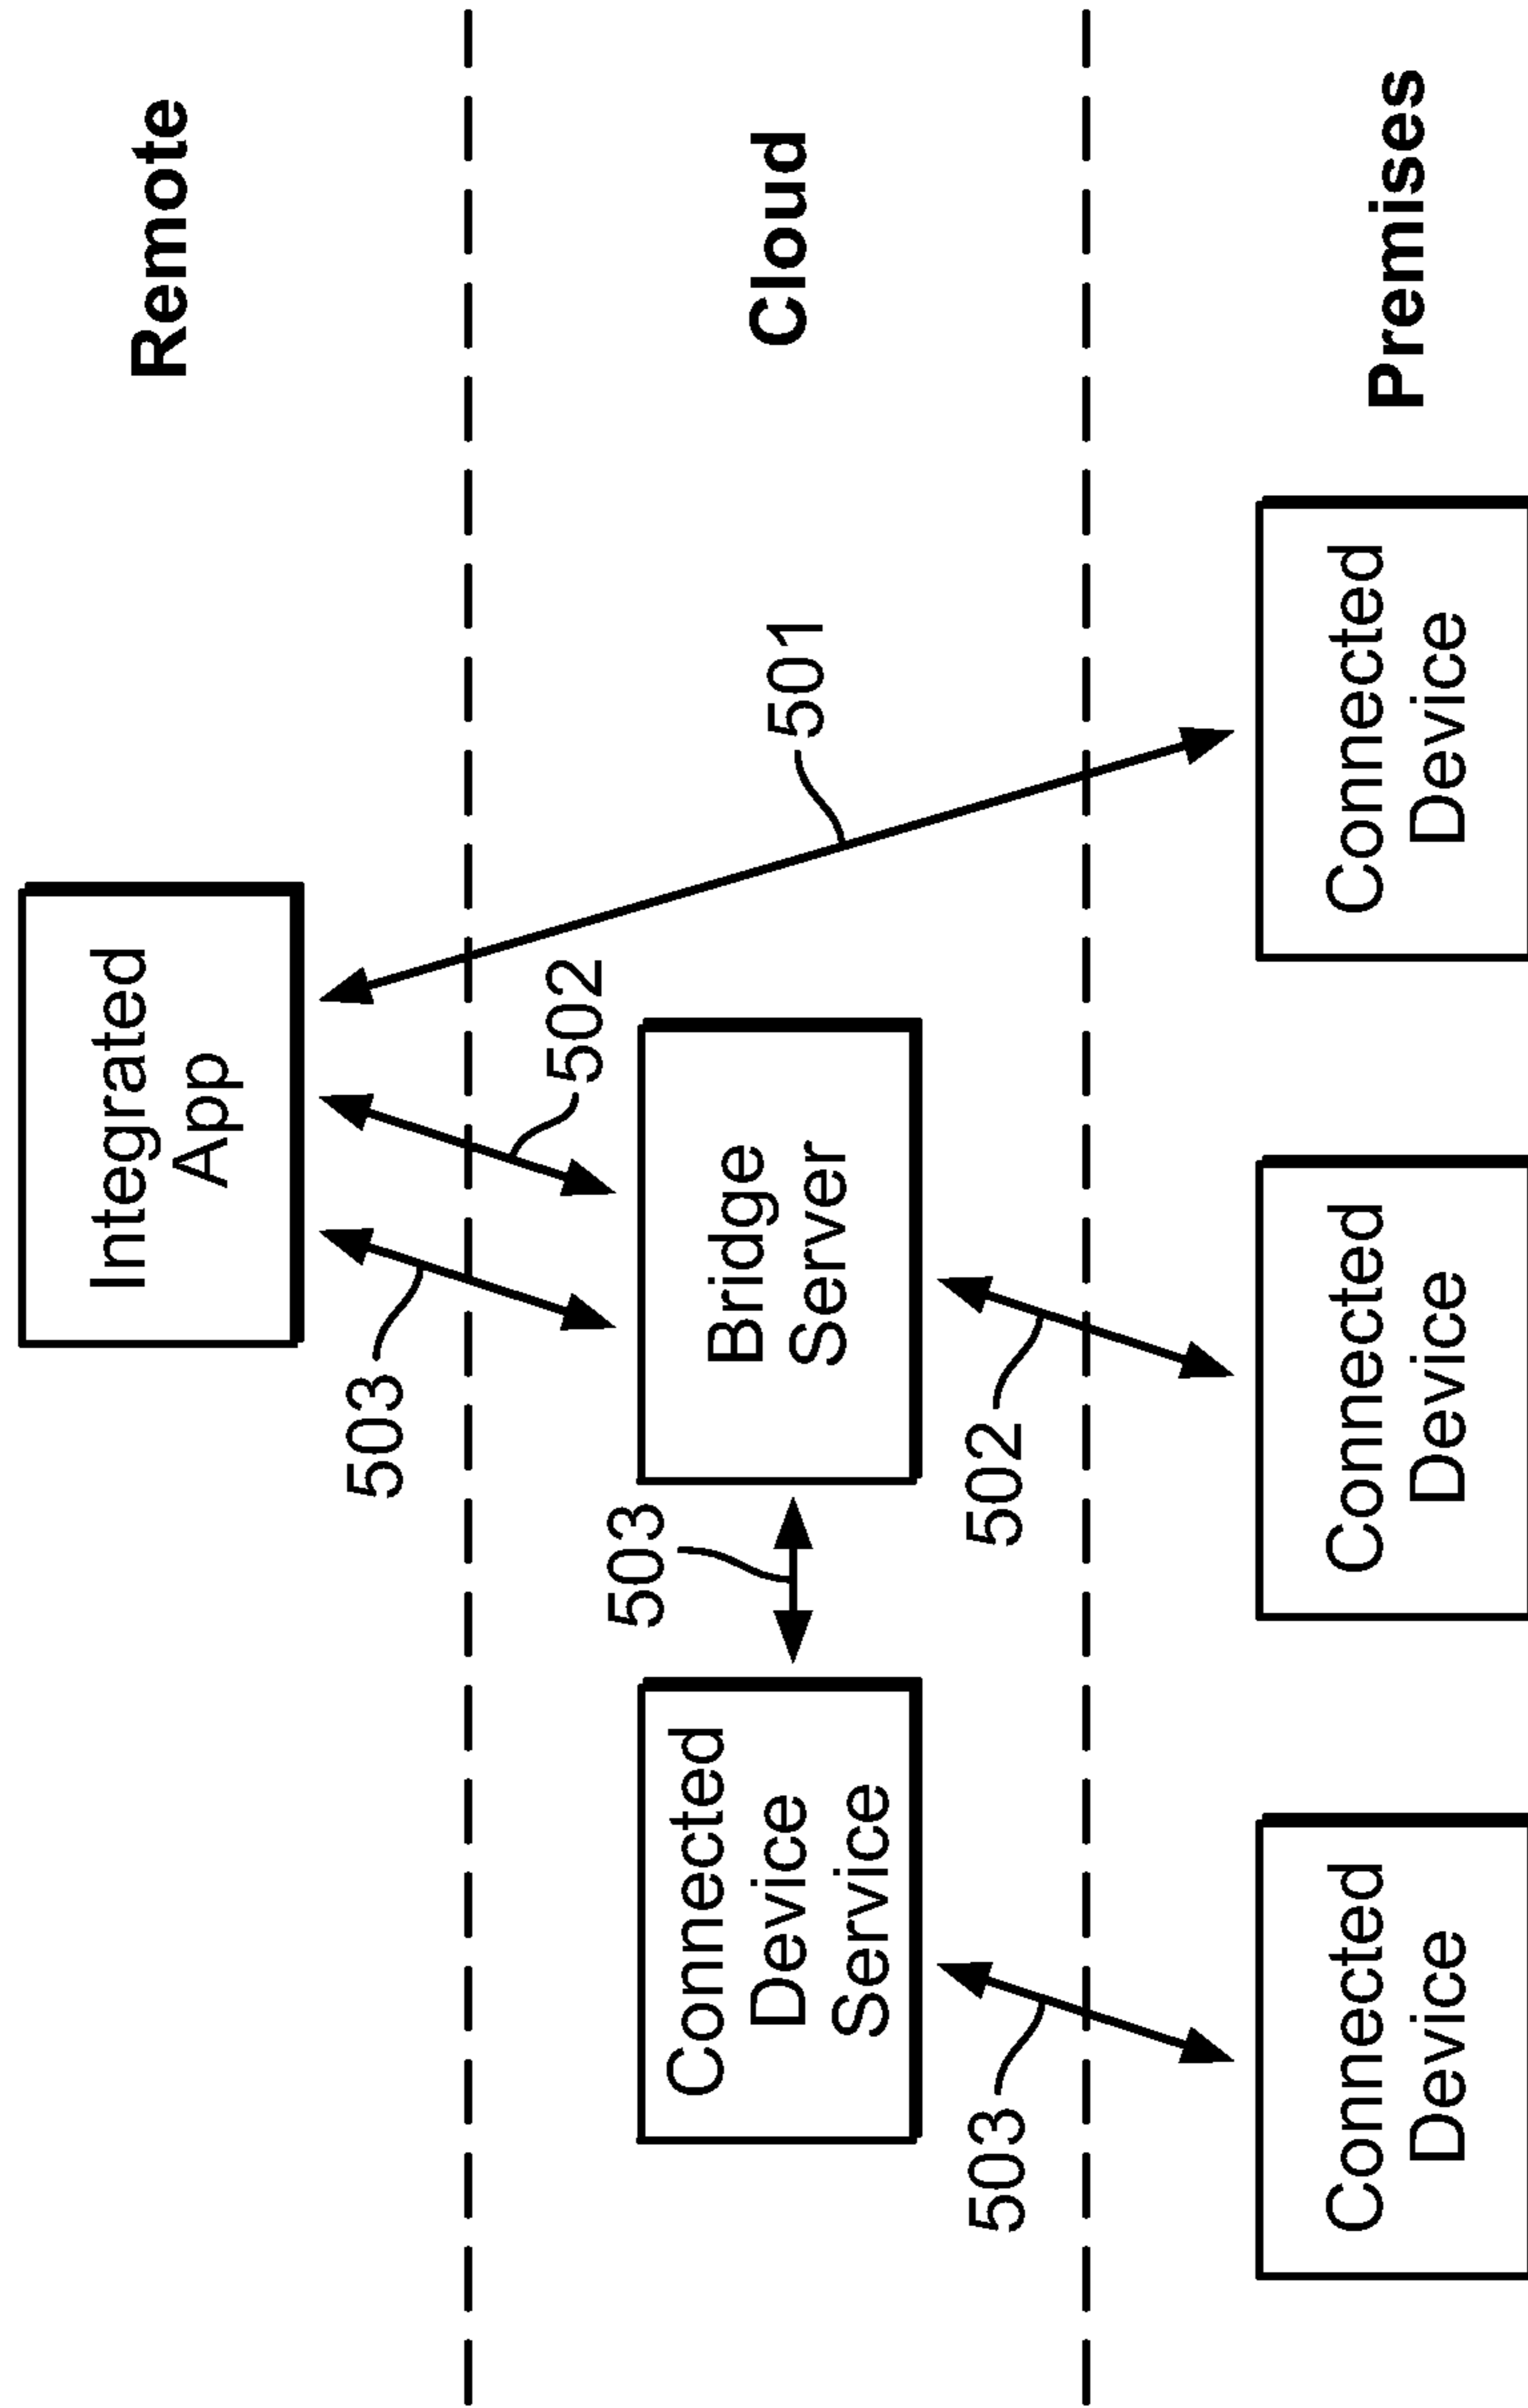 Remote
Integrated
App
503
502
Cloud
501
Connected
Device
Service
503
Bridge
Server
503
502
Premises
Connected
Device
Connected
Device
Connected
Device